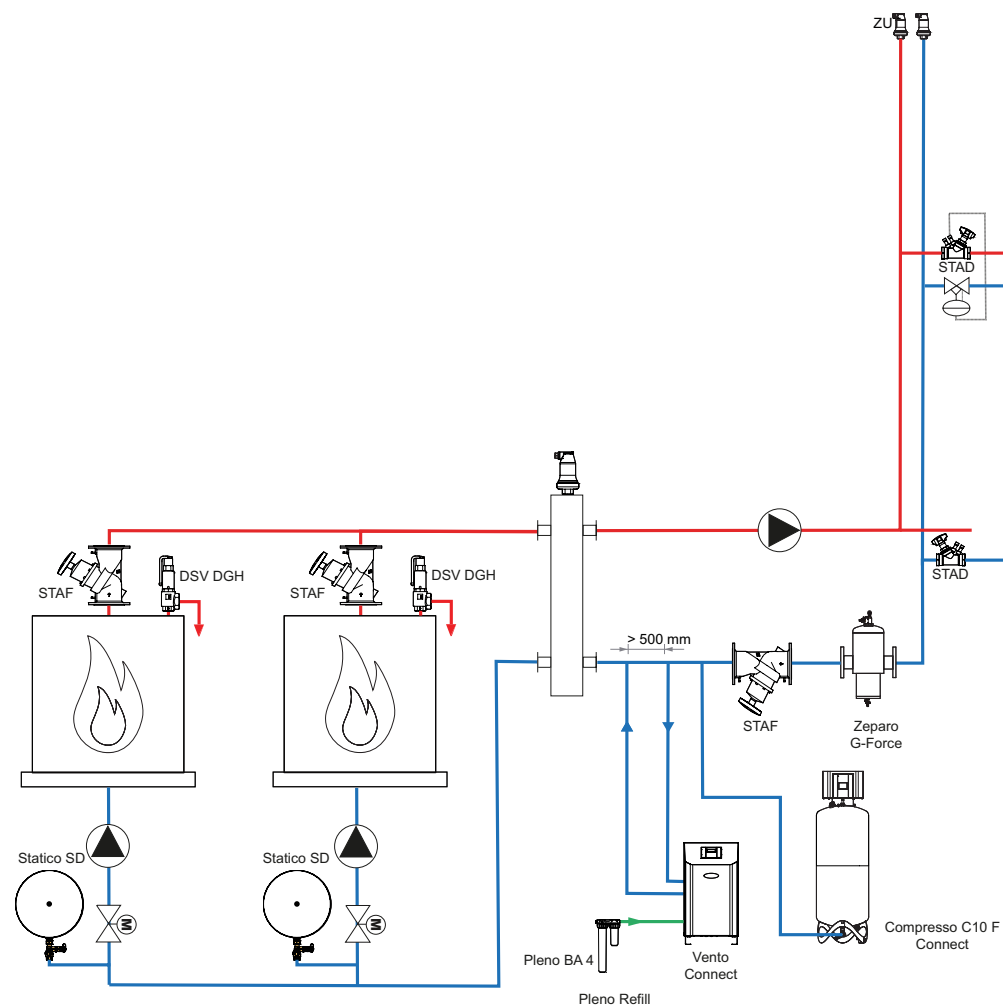 ZUT
STAD
STAD
DSV DGH
DSV DGH
STAF
STAF
> 500 mm
STAF
Zeparo
G-Force
Statico SD
Statico SD
M
M
Compresso C10 F
Connect
Pleno BA 4
Vento
Connect
Pleno Refill